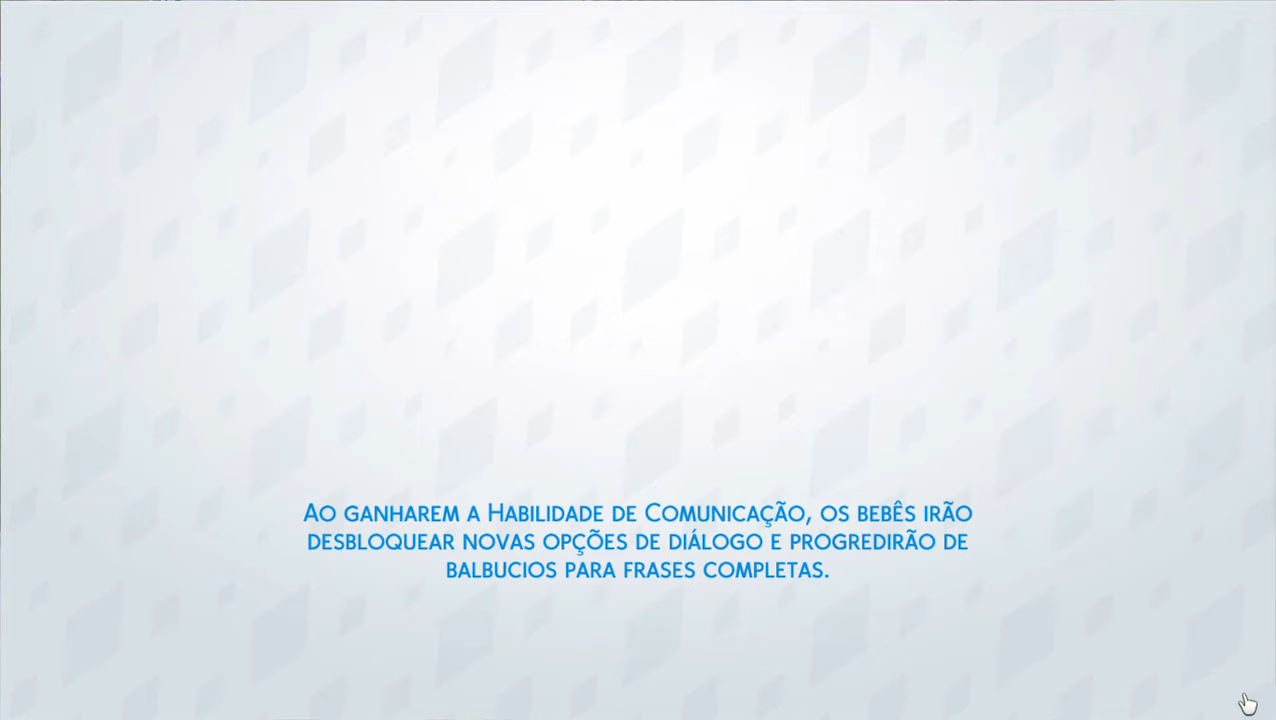 Ao ganharem a Habilidade de Comunicação, os bebês irão
desbloquear novas opções de diálogo e progredirão de
balbucios para frases completas.